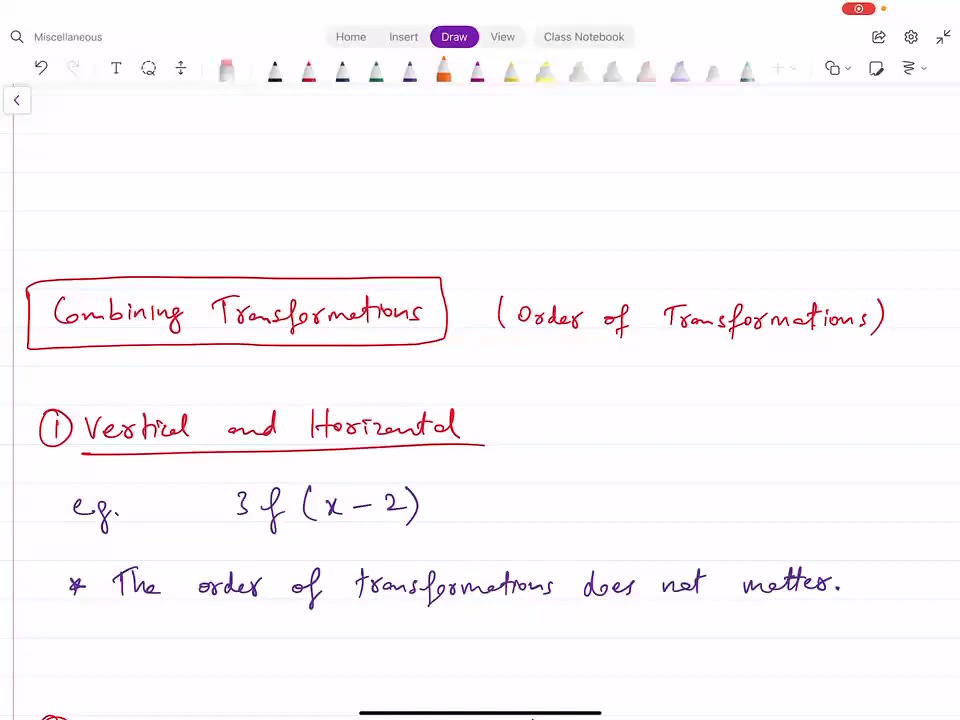 Miscellaneous
Home Insert Draw View Class Notebook
Combining Transformations (Order of Transformations)
① Vertical and Horizontal
e.g. 3f(x-2)
* The order of transformations does not matter.